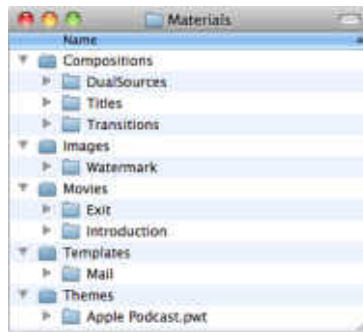 Materials
Name
Compositions
DualSources
Titles
Transitions
Images
Watermark
Movies
Exit
Introduction
Templates
Mail
Themes
Apple Podcast.pwt